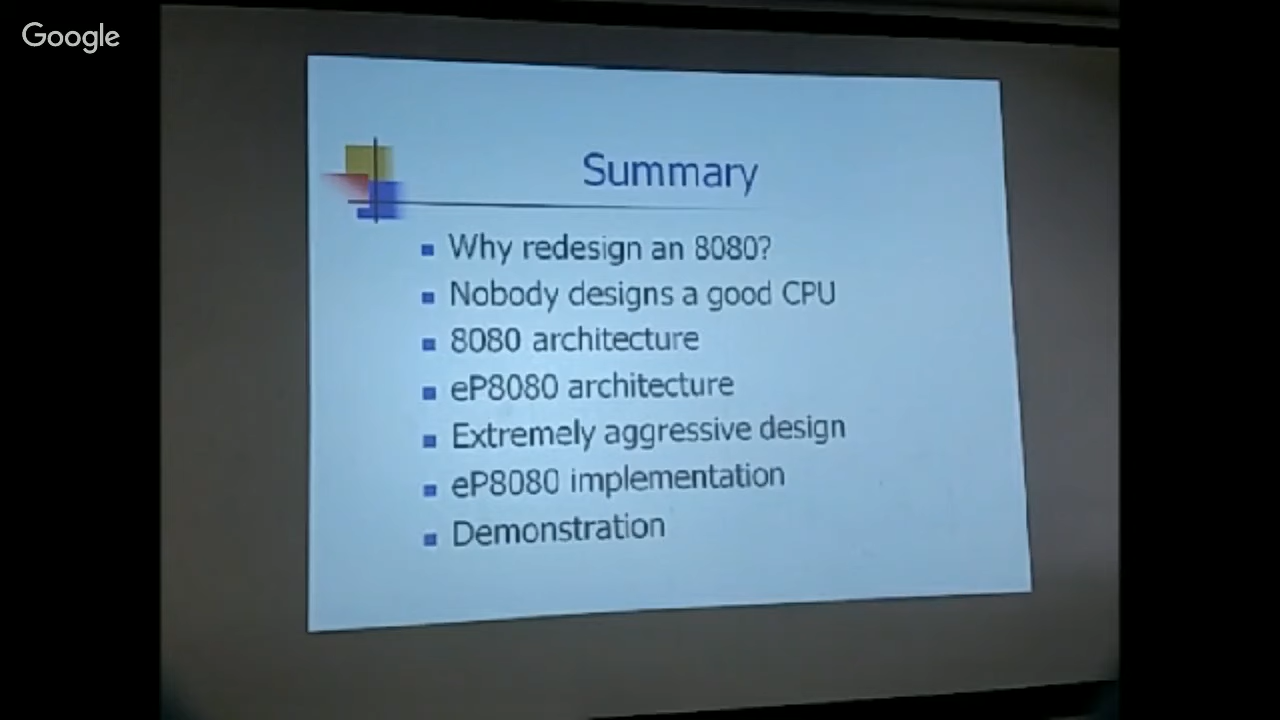 Google
Summary
Why redesign an 8080?
Nobody designs a good CPU
8080 architecture
eP8080 architecture
Extremely aggressive design
eP8080 implementation
Demonstration